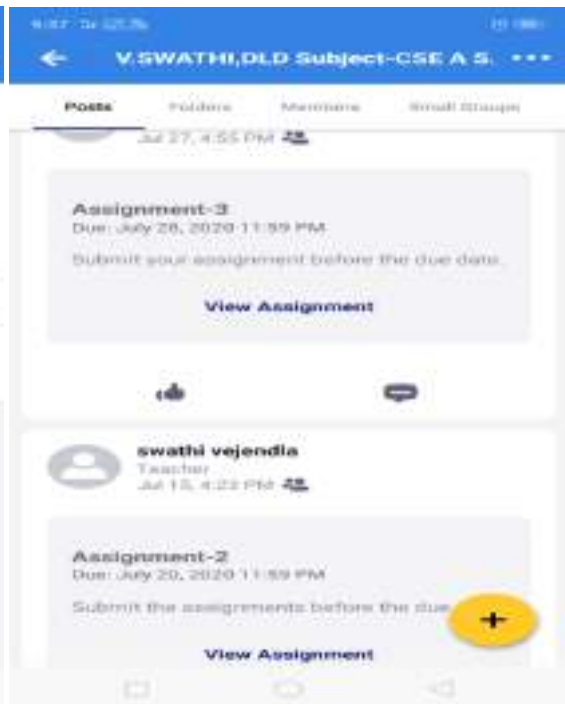 V.SWATHI,DLD Subject-CSE A S.
Posts Folders Members Small Groups
Jul 27, 4:55 PM
Assignment-3
Due: July 28, 2020 11:59 PM
Submit your assignment before the due date.
View Assignment
swathi vejendla
Teacher
Jul 15, 4:23 PM
Assignment-2
Due: July 20, 2020 11:59 PM
Submit the assignments before the due
View Assignment